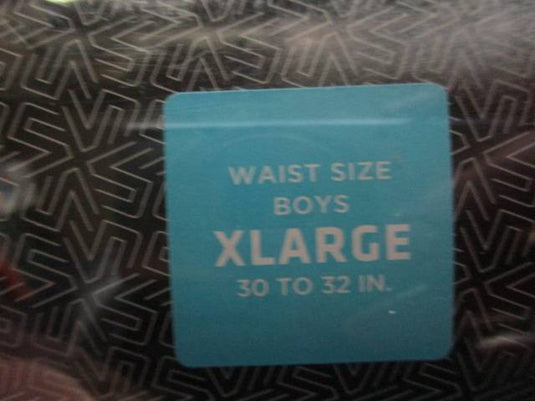 WAIST SIZE
BOYS
XLARGE
30 TO 32 IN.